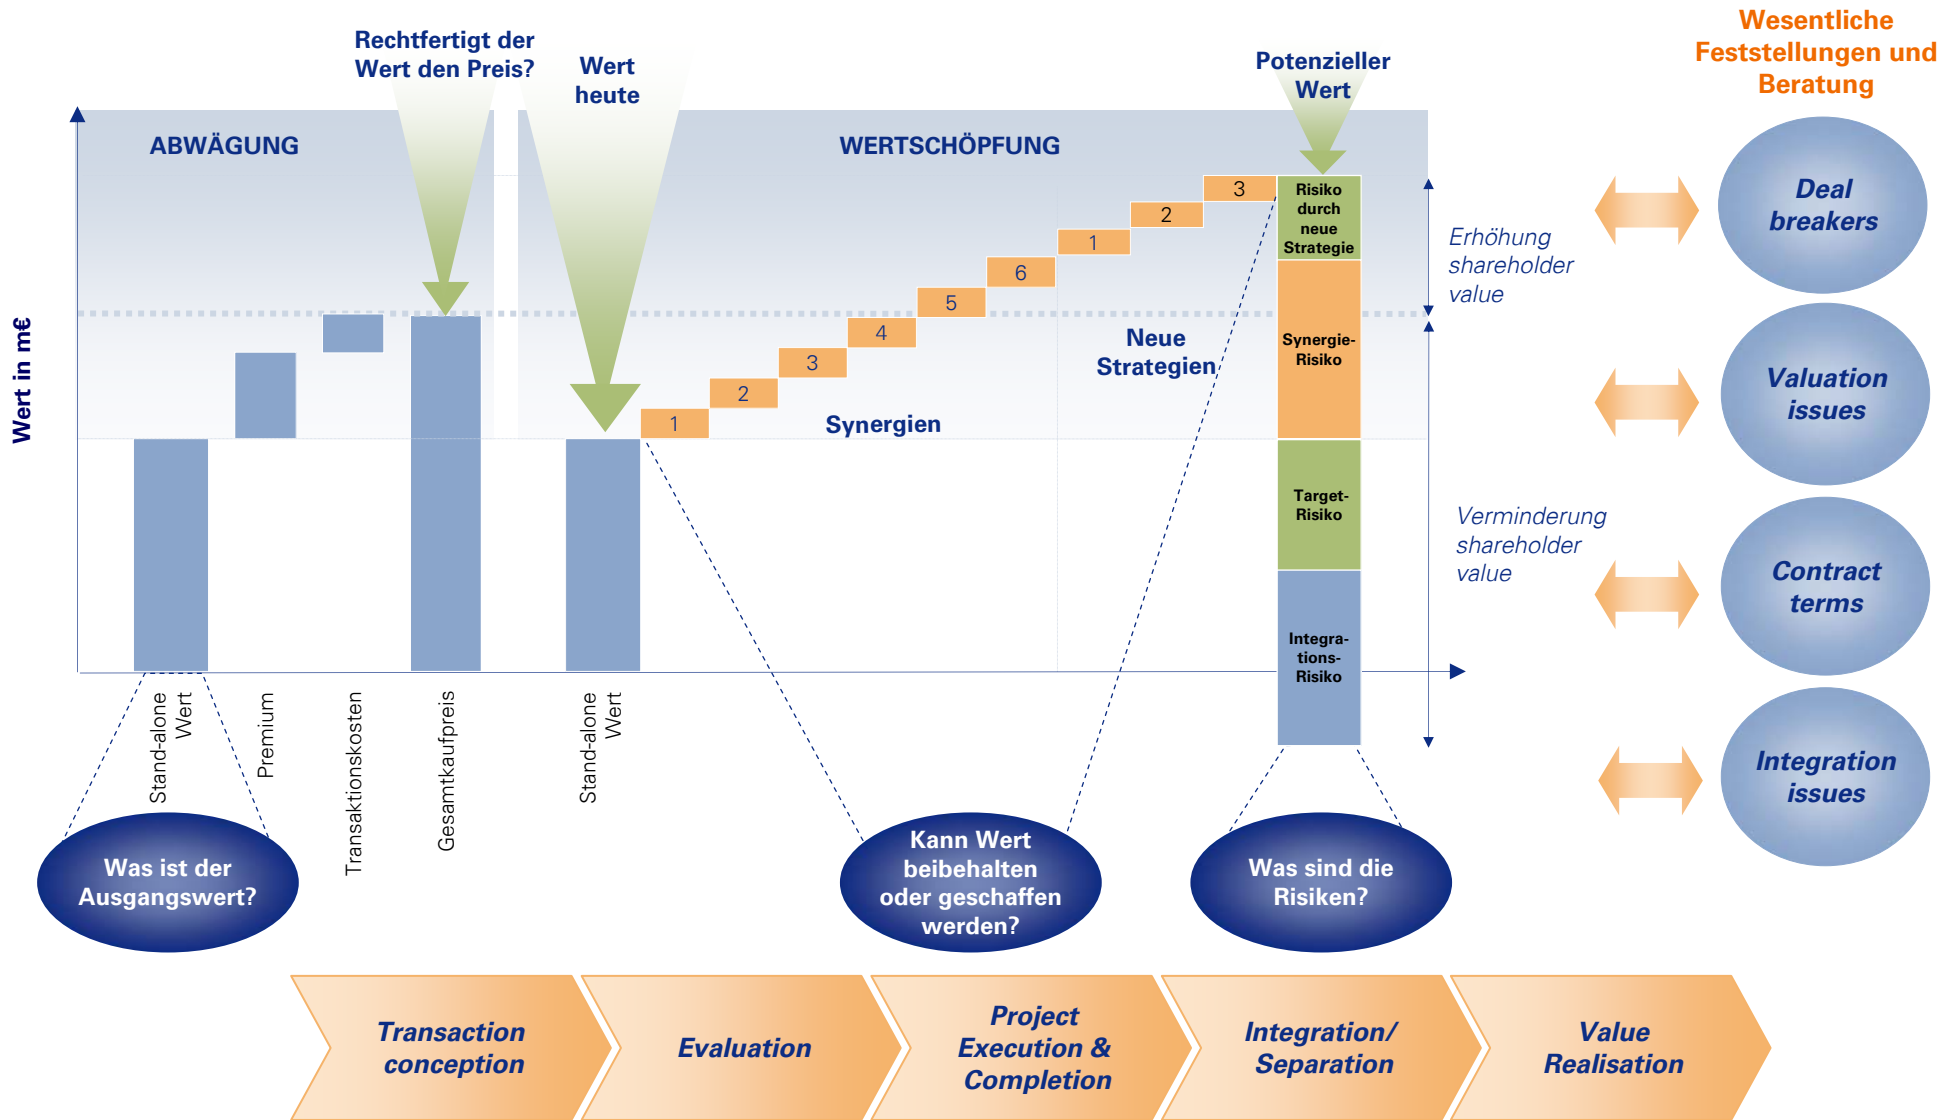 Rechtfertigt der
Wert den Preis?
Wert
heute
Potenzieller
Wert
Wesentliche
Feststellungen und
Beratung
ABWÄGUNG
WERTSCHÖPFUNG
Wert in m€
1
2
3
4
5
6
1
2
3
Synergien
Neue
Strategien
Risiko
durch
neue
Strategie
Synergie-
Risiko
Target-
Risiko
Integra-
tions-
Risiko
Erhöhung
shareholder
value
Verminderung
shareholder
value
Deal
breakers
Valuation
issues
Contract
terms
Integration
issues
Stand-alone
Wert
Premium
Transaktionskosten
Gesamtkaufpreis
Stand-alone
Wert
Was ist der
Ausgangswert?
Kann Wert
beibehalten
oder geschaffen
werden?
Was sind die
Risiken?
Transaction
conception
Evaluation
Project
Execution &
Completion
Integration/
Separation
Value
Realisation